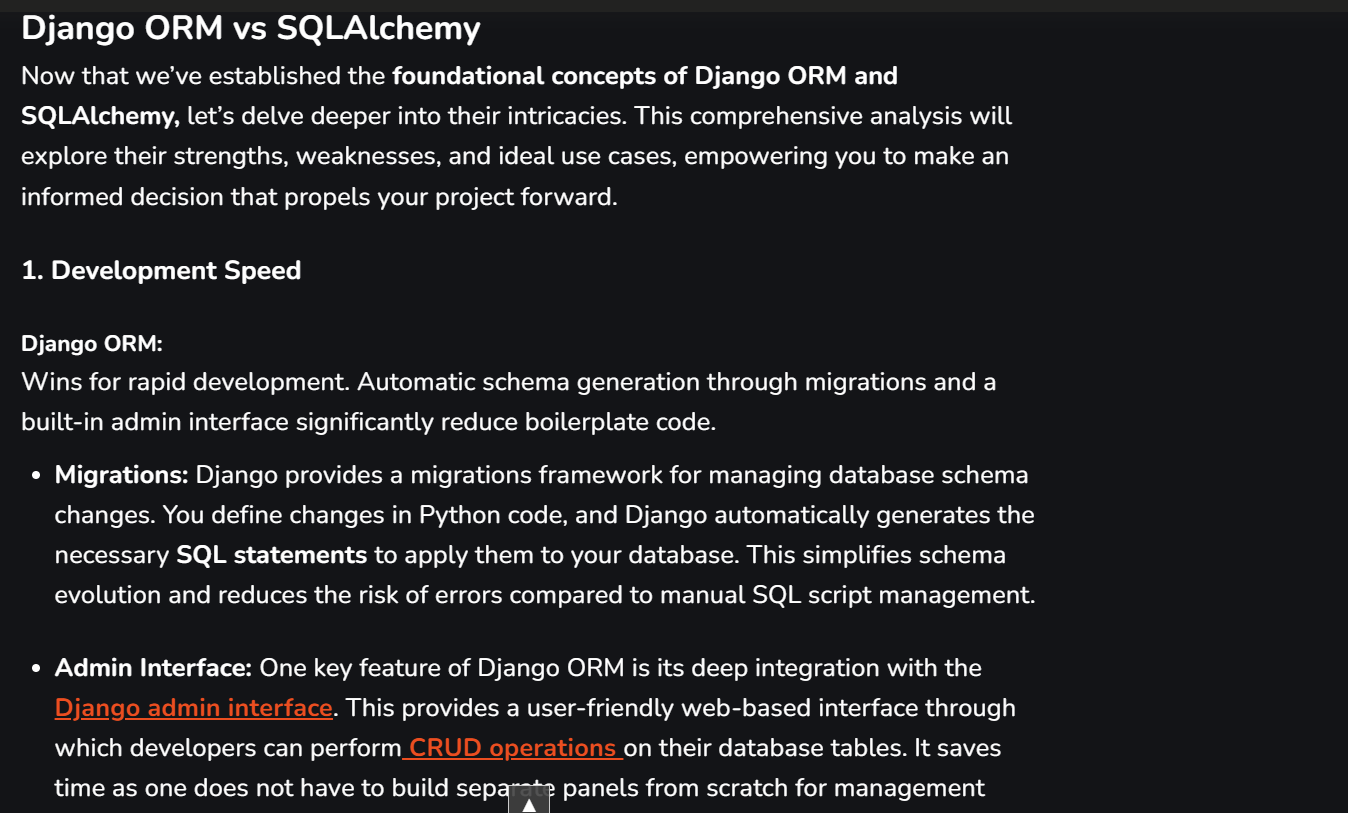 Django ORM vs SQLAlchemy
Now that we’ve established the foundational concepts of Django ORM and
SQLAlchemy, let’s delve deeper into their intricacies. This comprehensive analysis will
explore their strengths, weaknesses, and ideal use cases, empowering you to make an
informed decision that propels your project forward.
1. Development Speed
Django ORM:
Wins for rapid development. Automatic schema generation through migrations and a
built-in admin interface significantly reduce boilerplate code.
• Migrations: Django provides a migrations framework for managing database schema
changes. You define changes in Python code, and Django automatically generates the
necessary SQL statements to apply them to your database. This simplifies schema
evolution and reduces the risk of errors compared to manual SQL script management.
• Admin Interface: One key feature of Django ORM is its deep integration with the
Django admin interface. This provides a user-friendly web-based interface through
which developers can perform CRUD operations on their database tables. It saves
time as one does not have to build separate panels from scratch for management